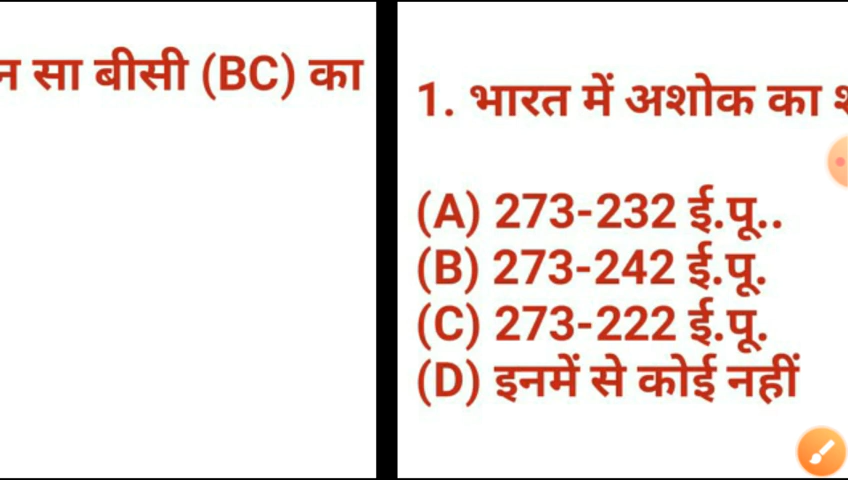 सा बीसी (BC) का
1. भारत में अशोक का
(A) 273-232 ई.पू..
(B) 273-242 ई.पू.
(C) 273-222 ई.पू.
(D) इनमें से कोई नहीं